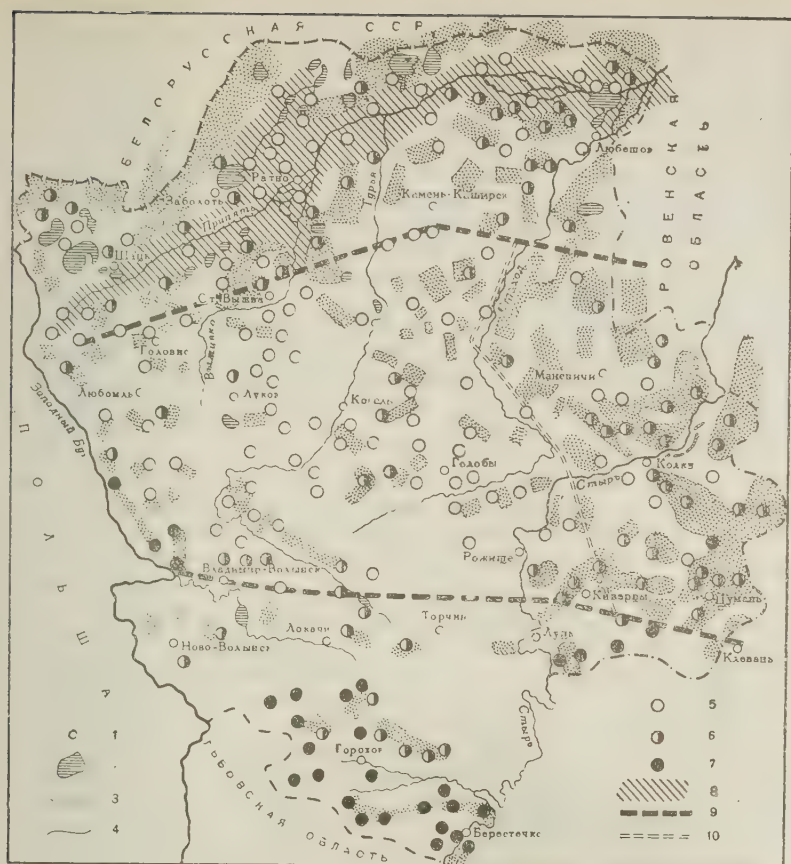 БЕЛОРУССКАЯ ССР
РОВЕНСКАЯ ОБЛАСТЬ
Любешов
Ратно
Заболоть
Припять
Турья
Камень-Каширск
Шацк
Стоход
Ст. Выжва
Выжевка
Западный Буг
Любомль
Луков
Ковель
Маневичи
Голобы
Колки
Стырь
Рожище
Владимир-Волынск
Киверцы
Цумань
Торчин
Локачи
Луцк
Ново-Волынск
Клевань
ПОЛЬША
Стырь
Горохов
Берестечко
ЛЬВОВСКАЯ ОБЛАСТЬ
1
3
4
5
6
7
8
9
10